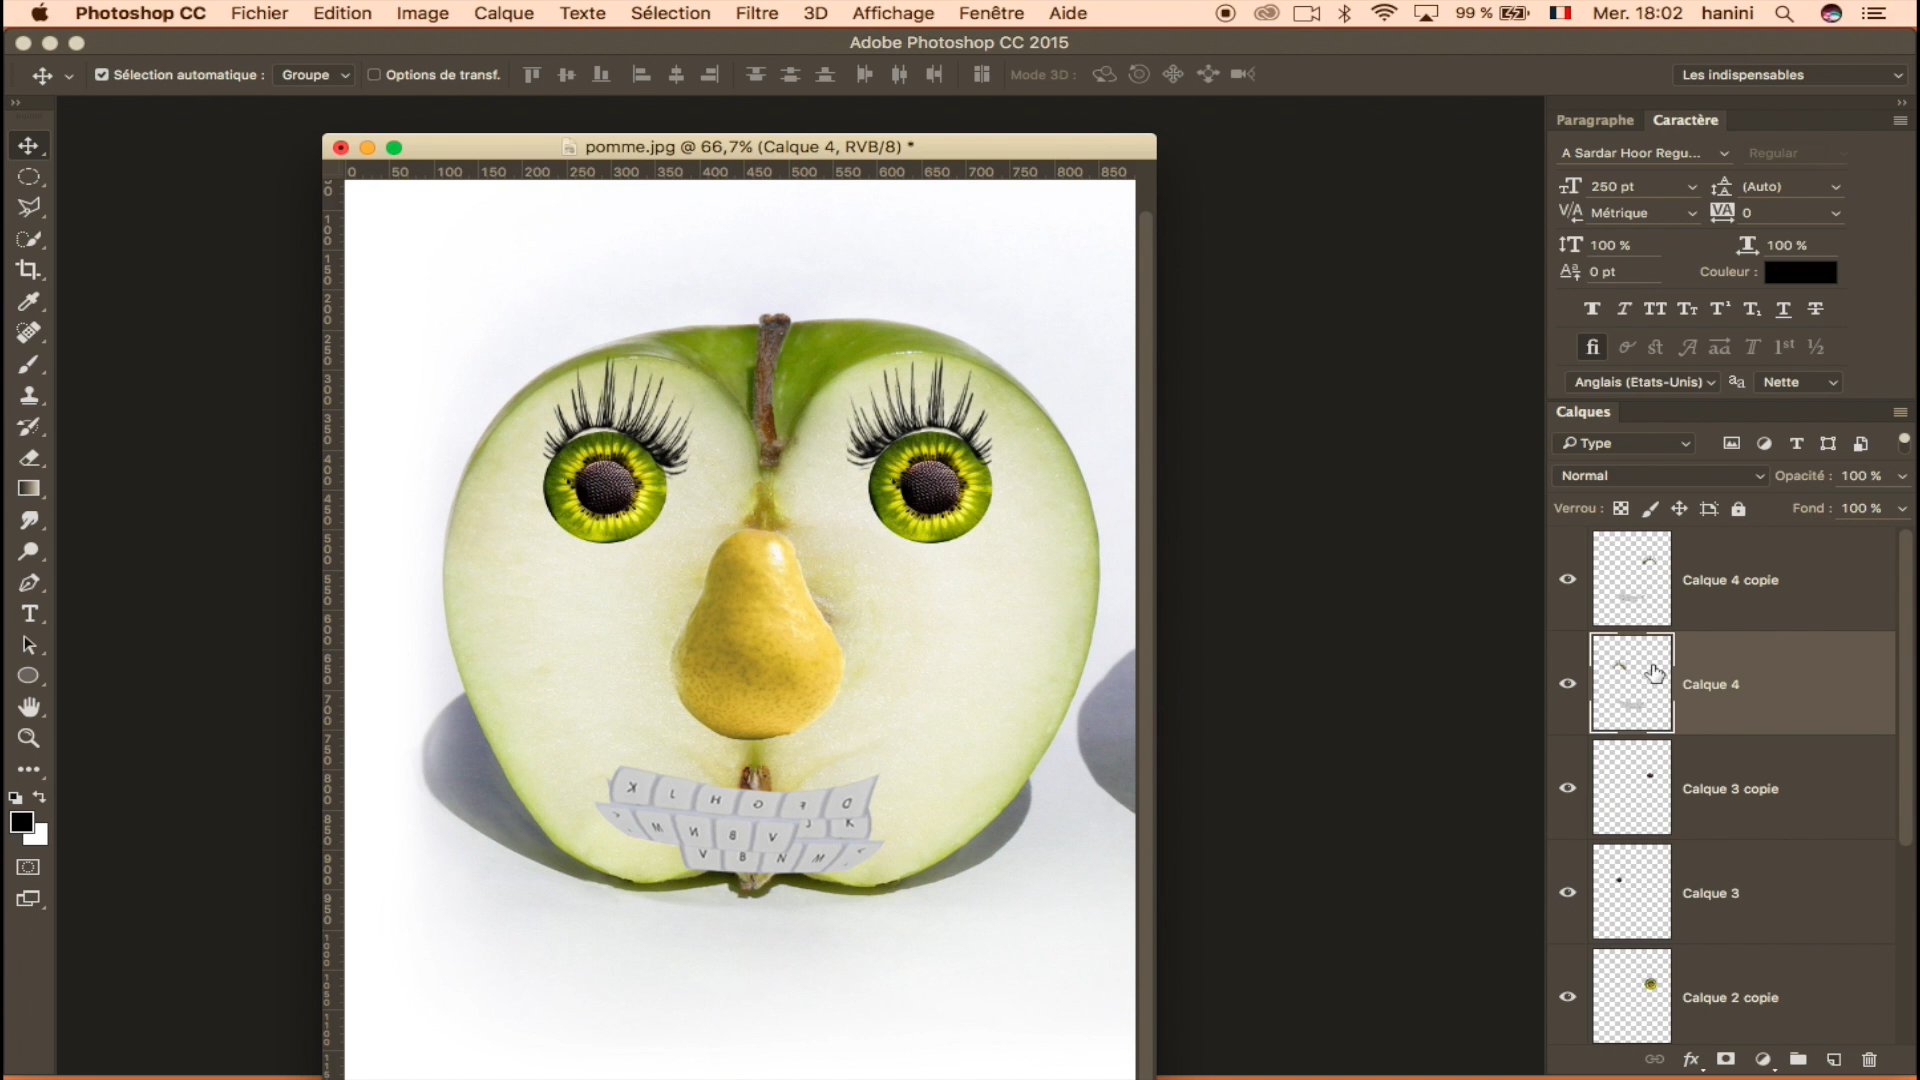 Photoshop CC Fichier Edition Image Calque Texte Sélection Filtre 3D Affichage Fenêtre Aide 99 % Mer. 18:02 hanini
Adobe Photoshop CC 2015
Sélection automatique : Groupe Options de transf. Mode 3D : Les indispensables
pomme.jpg @ 66,7% (Calque 4, RVB/8) *
0 50 100 150 200 250 300 350 400 450 500 550 600 650 700 750 800 850
Paragraphe Caractère
A Sardar Hoor Regu... Regular
250 pt (Auto)
Métrique 0
100 % 100 %
0 pt Couleur :
Anglais (Etats-Unis) aa Nette
Calques
Type
Normal Opacité : 100 %
Verrou : Fond : 100 %
Calque 4 copie
Calque 4
Calque 3 copie
Calque 3
Calque 2 copie
fx
K J H G F D
M N B V J K
V B N M